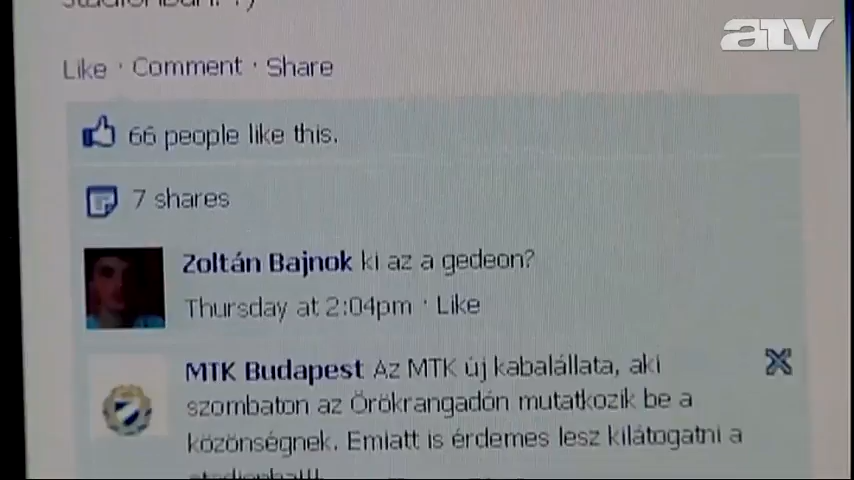 atv
Like · Comment · Share
66 people like this.
7 shares
Zoltán Bajnok ki az a gedeon?
Thursday at 2:04pm · Like
MTK Budapest Az MTK új kabalállata, aki
szombaton az Örökrangadón mutatkozik be a
közönségnek. Emiatt is érdemes lesz kilátogatni a